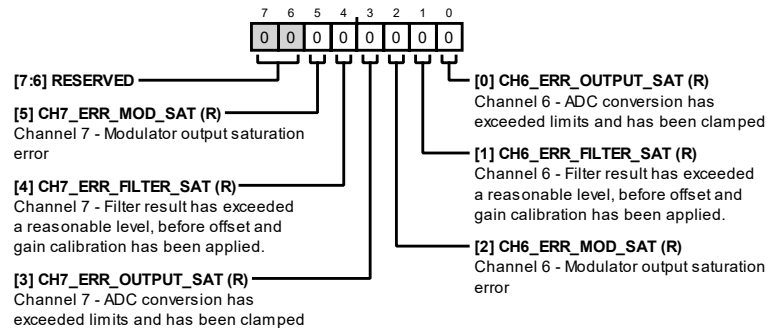 7 6 5 4 3 2 1 0
0 0 0 0 0 0 0 0
[7:6] RESERVED
[5] CH7_ERR_MOD_SAT (R)
Channel 7 - Modulator output saturation
error
[4] CH7_ERR_FILTER_SAT (R)
Channel 7 - Filter result has exceeded
a reasonable level, before offset and
gain calibration has been applied.
[3] CH7_ERR_OUTPUT_SAT (R)
Channel 7 - ADC conversion has
exceeded limits and has been clamped
[0] CH6_ERR_OUTPUT_SAT (R)
Channel 6 - ADC conversion has
exceeded limits and has been clamped
[1] CH6_ERR_FILTER_SAT (R)
Channel 6 - Filter result has exceeded
a reasonable level, before offset and
gain calibration has been applied.
[2] CH6_ERR_MOD_SAT (R)
Channel 6 - Modulator output saturation
error